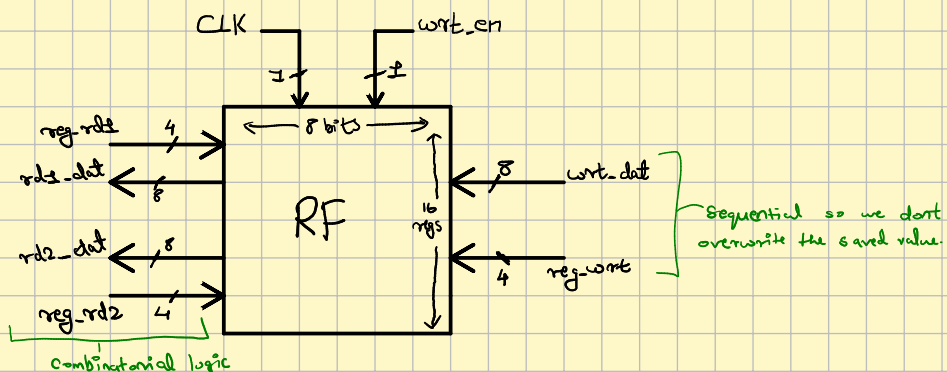 CLK
wrt_en
1
1
8 bits
reg_rd1
4
rd1_dat
8
RF
16
regs
8
wrt_dat
rd2_dat
8
4
reg_wrt
reg_rd2
4
Sequential so we dont
overwrite the saved value.
Combinatorial logic